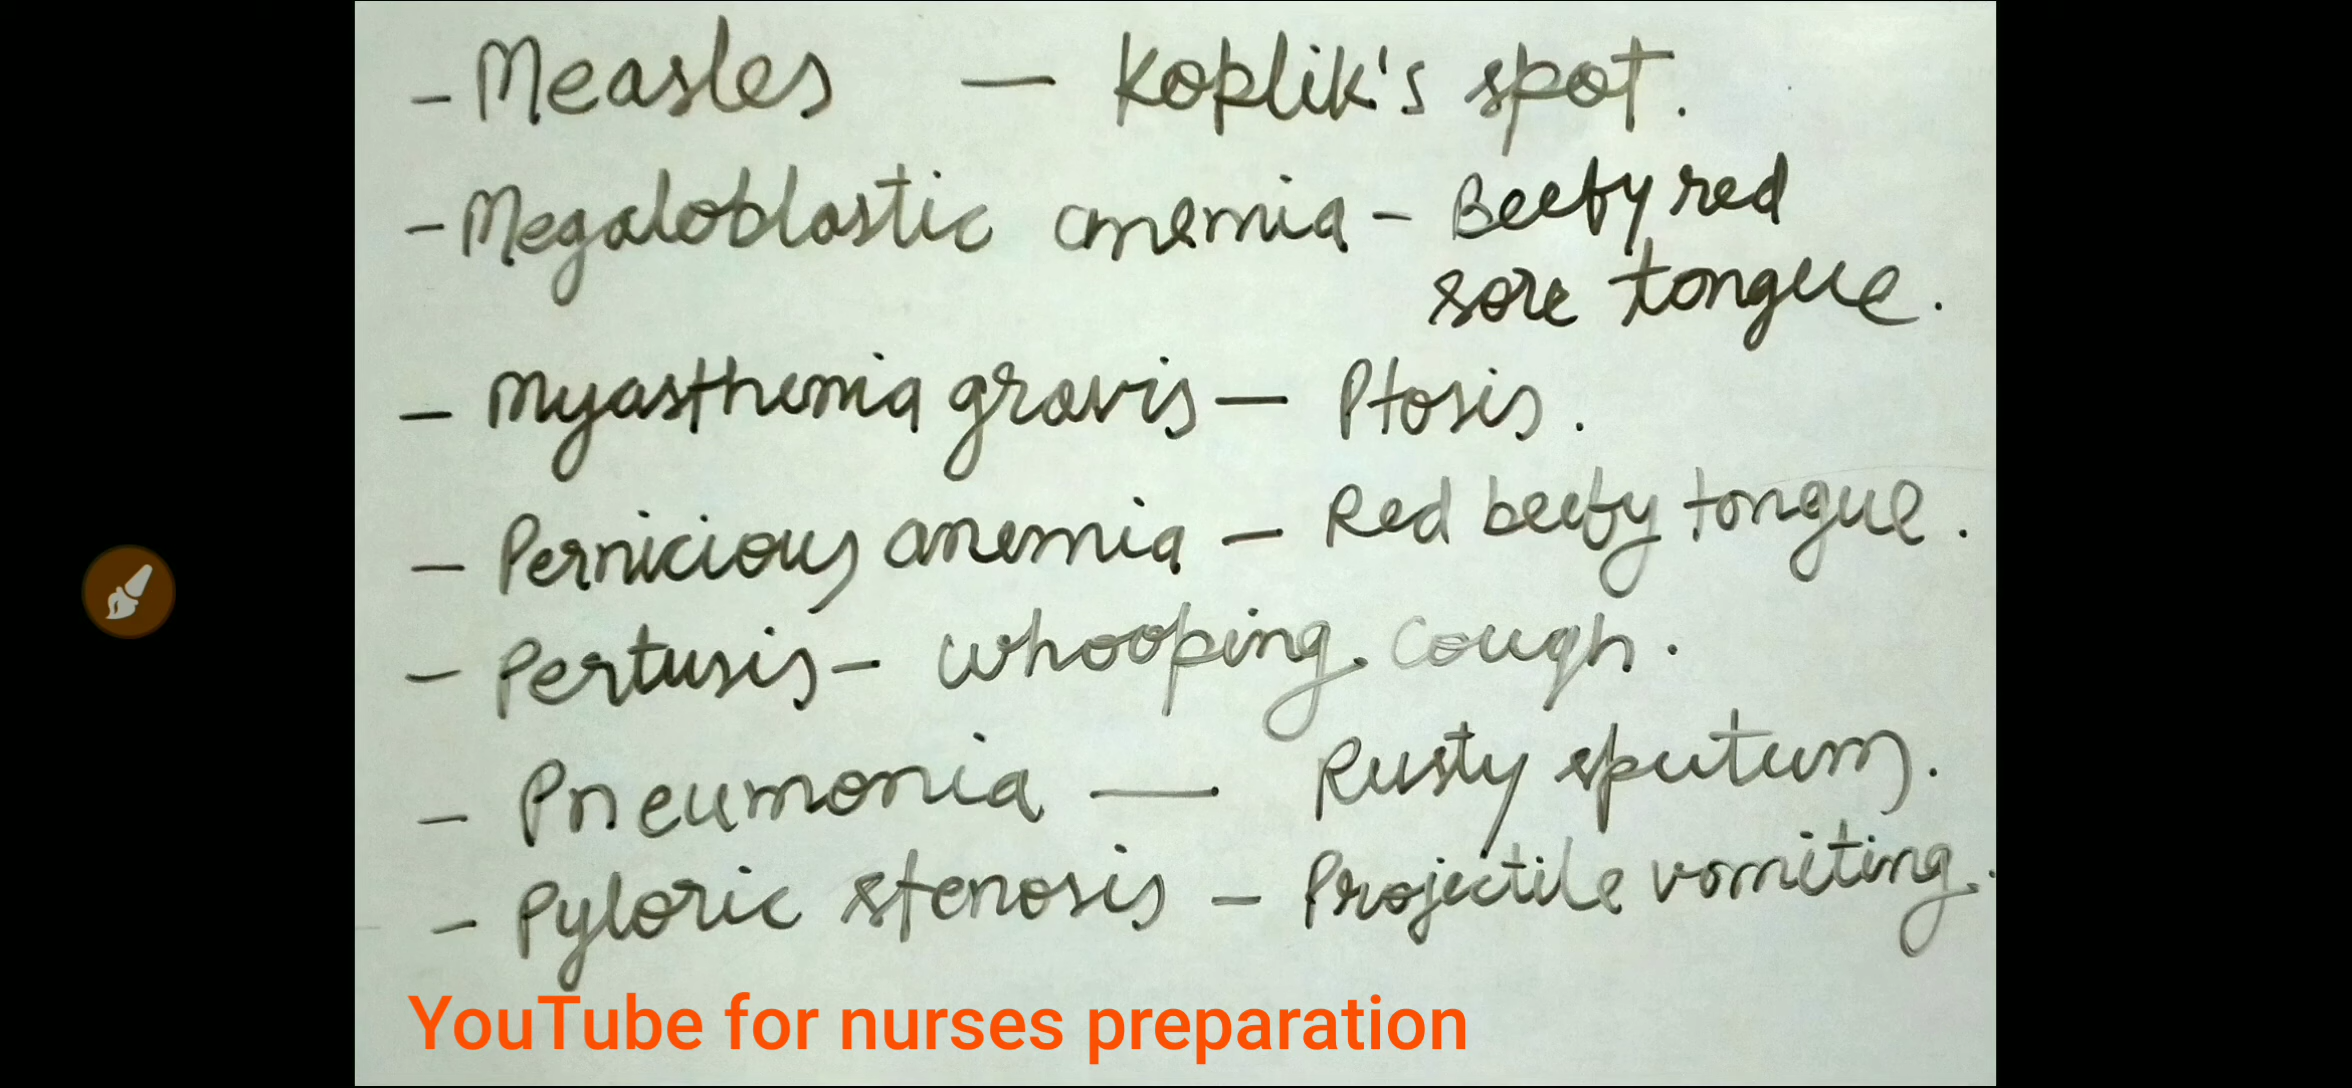 - Measles — Koplik's spot.
- Megaloblastic anemia - Beefy red
sore tongue.
- Myasthenia gravis - Ptosis.
- Pernicious anemia - Red beefy tongue.
- Pertusis - whooping cough.
- Pneumonia — Rusty sputum.
- Pyloric stenosis - Projectile vomiting.
YouTube for nurses preparation